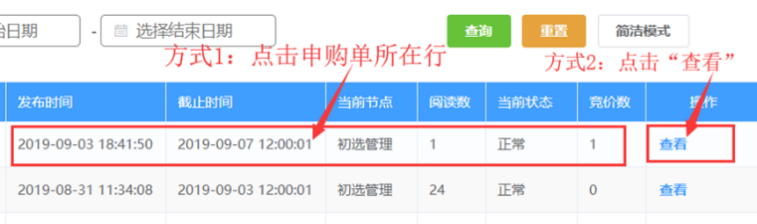 日期 - 选择结束日期 查询 重置 简洁模式
方式1：点击申购单所在行
方式2：点击“查看”
发布时间 截止时间 当前节点 阅读数 当前状态 竞价数 操作
2019-09-03 18:41:50 2019-09-07 12:00:01 初选管理 1 正常 1 查看
2019-08-31 11:34:08 2019-09-03 12:00:01 初选管理 24 正常 0 查看